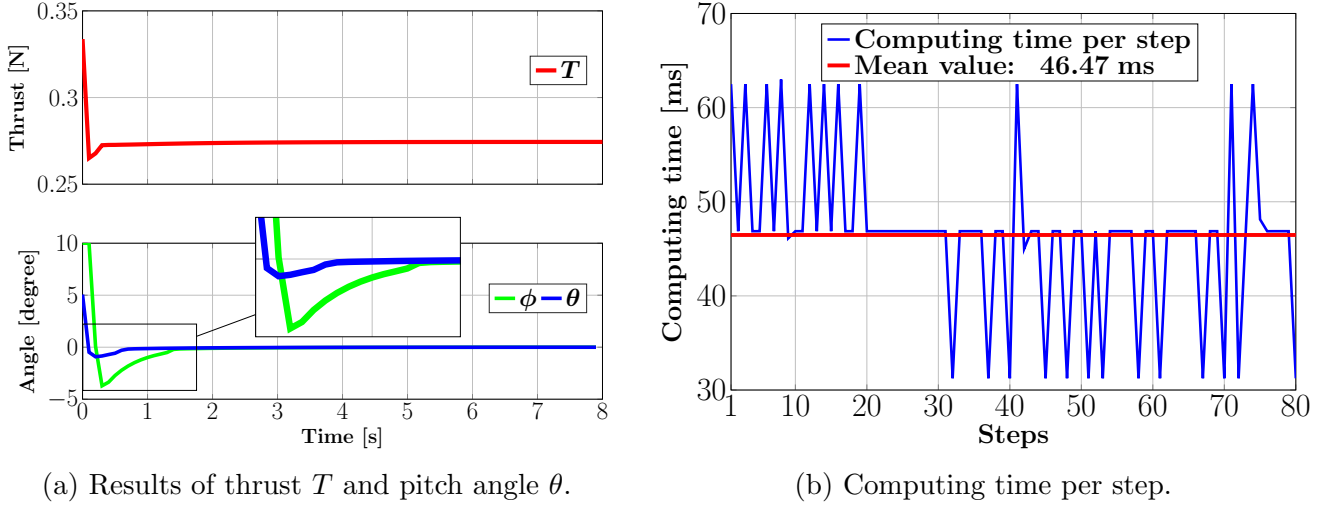 0.35
0.3
0.25
Thrust [N]
T
10
5
0
−5
Angle [degree]
ϕ θ
0 1 2 3 4 5 6 7 8
Time [s]
(a) Results of thrust T and pitch angle θ.
70
60
50
40
30
Computing time [ms]
Computing time per step
Mean value: 46.47 ms
1 10 20 30 40 50 60 70 80
Steps
(b) Computing time per step.